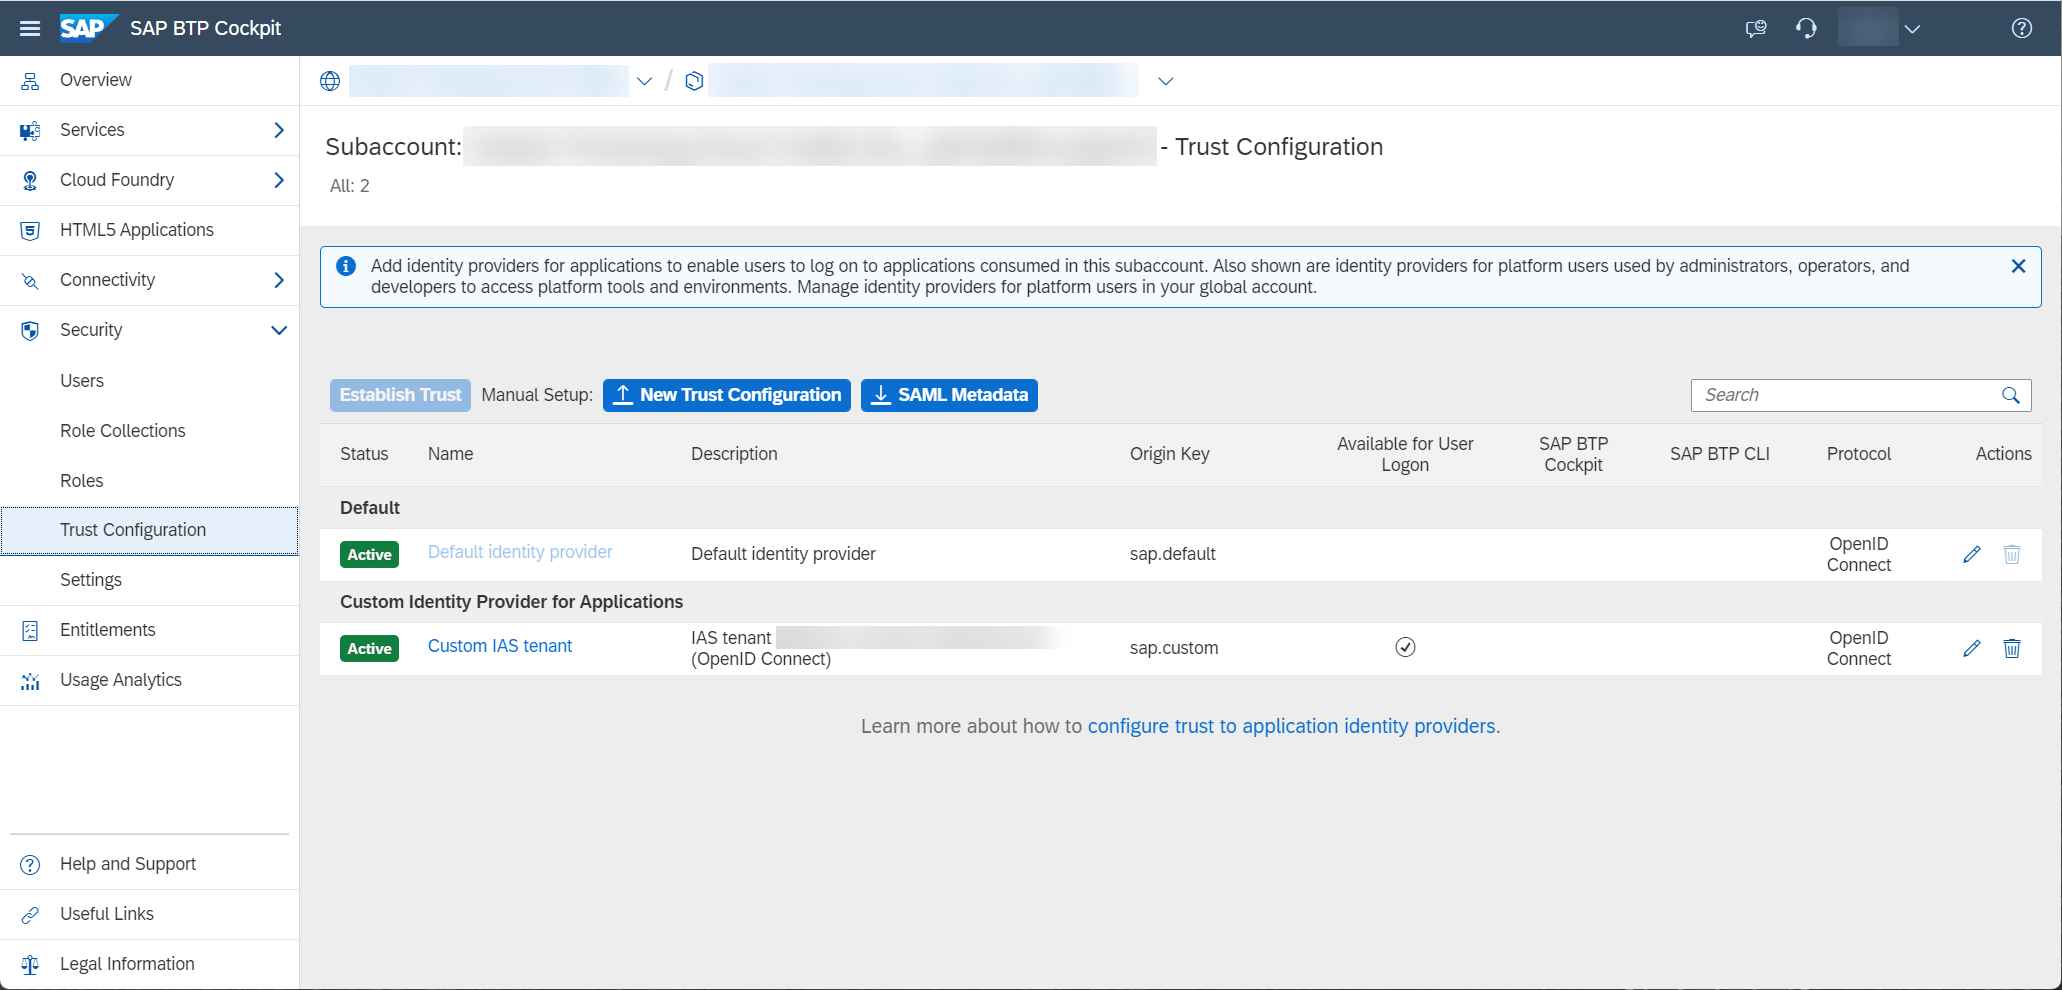 SAP SAP BTP Cockpit
Overview
Services
Cloud Foundry
HTML5 Applications
Connectivity
Security
Users
Role Collections
Roles
Trust Configuration
Settings
Entitlements
Usage Analytics
Help and Support
Useful Links
Legal Information
/
Subaccount: - Trust Configuration
All: 2
Add identity providers for applications to enable users to log on to applications consumed in this subaccount. Also shown are identity providers for platform users used by administrators, operators, and
developers to access platform tools and environments. Manage identity providers for platform users in your global account.
Establish Trust Manual Setup: New Trust Configuration SAML Metadata Search
Status Name Description Origin Key Available for User Logon SAP BTP Cockpit SAP BTP CLI Protocol Actions
Default
Active Default identity provider Default identity provider sap.default OpenID Connect
Custom Identity Provider for Applications
Active Custom IAS tenant IAS tenant (OpenID Connect) sap.custom OpenID Connect
Learn more about how to configure trust to application identity providers.